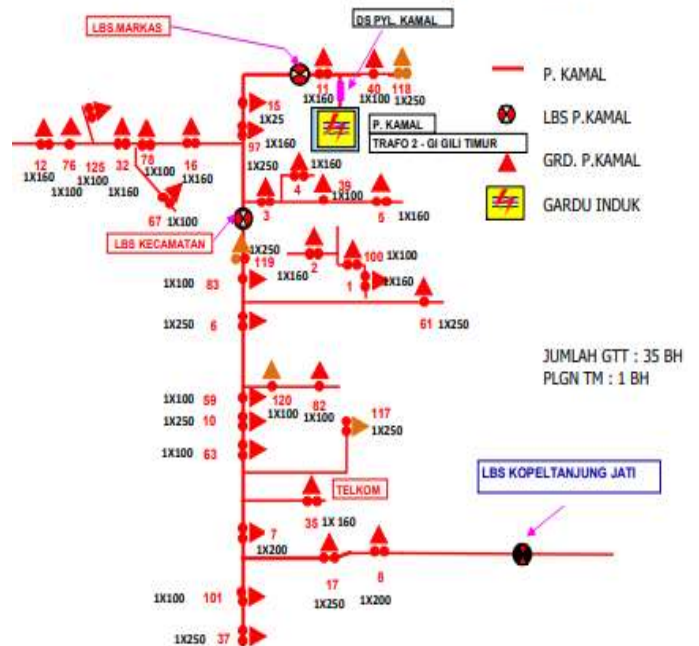 DS PYL. KAMAL
LBS.MARKAS
11
1X160
40
1X100
118
1X250
P. KAMAL
TRAFO 2 - GI GILI TIMUR
15
1X25
97
1X160
1X250
12
1X160
76
1X100
125
1X100
32
1X160
78
1X100
16
1X160
67
1X100
4
1X160
3
39
1X100
5
1X160
LBS KECAMATAN
1X250
119
2
1X160
100
1X100
1
1X160
1X100
83
61
1X250
1X250
6
120
1X100
82
1X100
1X100
59
1X250
10
1X100
63
117
1X250
TELKOM
35
1X 160
7
1X200
17
1X250
8
1X200
LBS KOPELTANJUNG JATI
1X100
101
1X250
37
P. KAMAL
LBS P.KAMAL
GRD. P.KAMAL
GARDU INDUK
JUMLAH GTT : 35 BH
PLGN TM : 1 BH